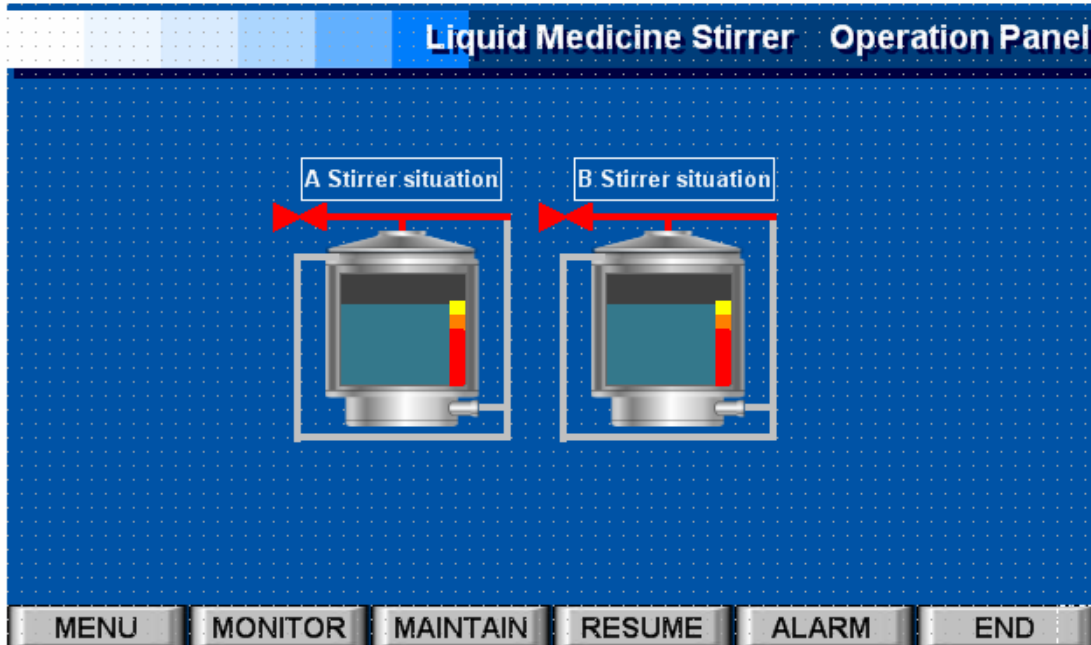 Liquid Medicine Stirrer Operation Panel
A Stirrer situation
B Stirrer situation
MENU
MONITOR
MAINTAIN
RESUME
ALARM
END